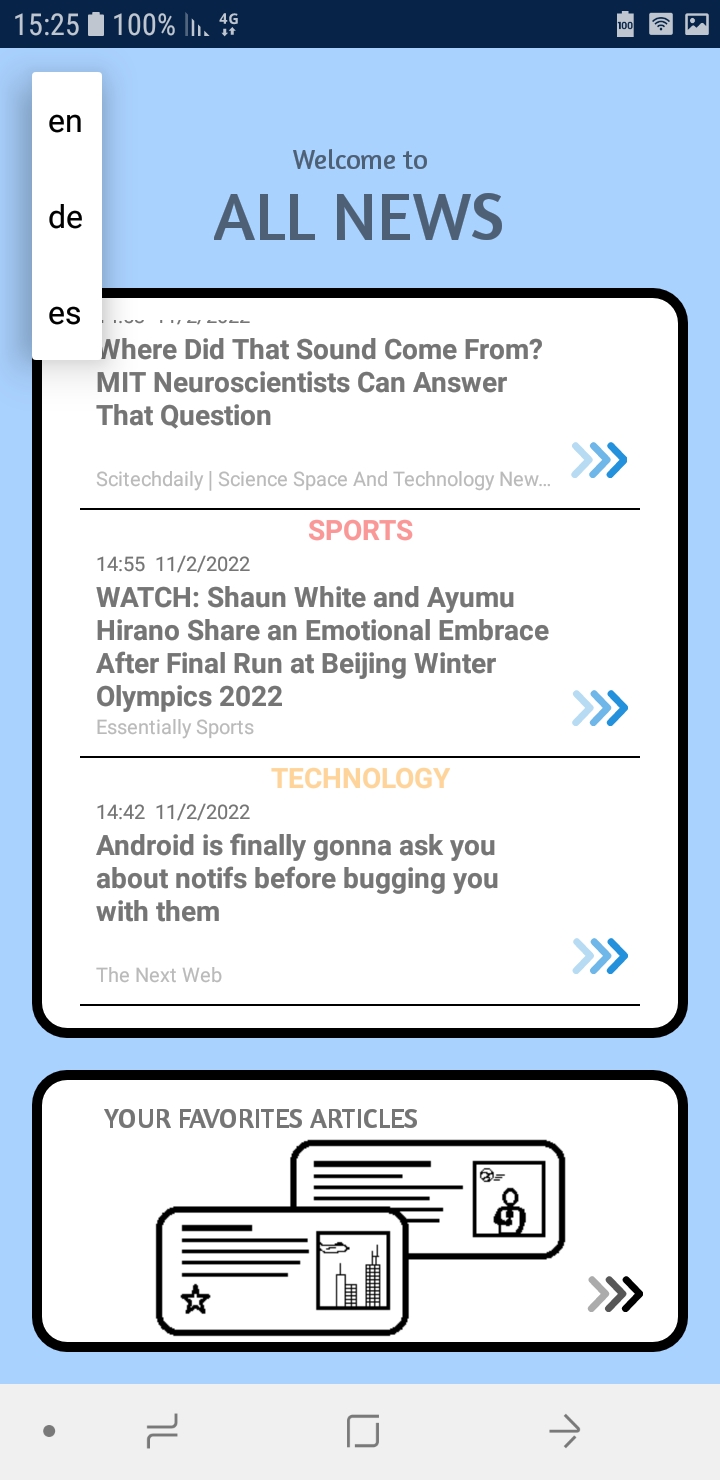 15:25 100% 4G 100
en
de
es
Welcome to
ALL NEWS
11/2/2022
Where Did That Sound Come From?
MIT Neuroscientists Can Answer
That Question
Scitechdaily | Science Space And Technology New...
SPORTS
14:55 11/2/2022
WATCH: Shaun White and Ayumu
Hirano Share an Emotional Embrace
After Final Run at Beijing Winter
Olympics 2022
Essentially Sports
TECHNOLOGY
14:42 11/2/2022
Android is finally gonna ask you
about notifs before bugging you
with them
The Next Web
YOUR FAVORITES ARTICLES